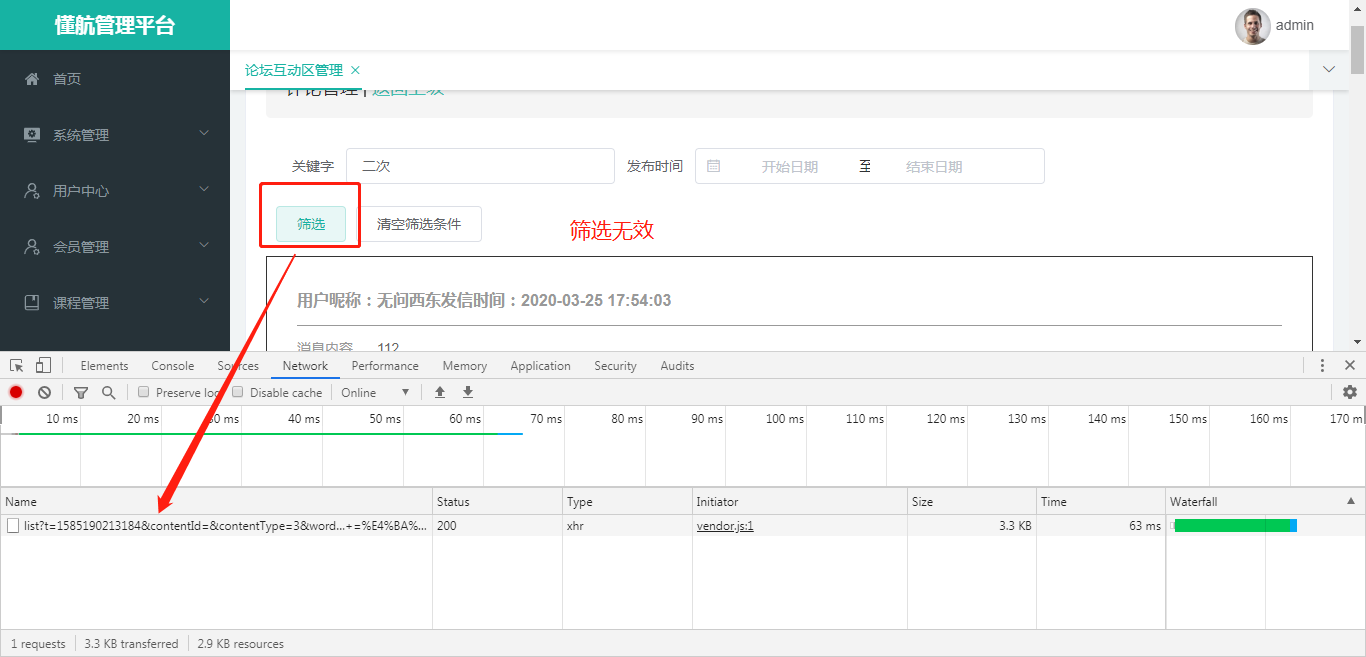 懂航管理平台
admin
论坛互动区管理 ×
首页
评论管理 | 返回上级
系统管理
关键字 二次 发布时间 开始日期 至 结束日期
用户中心
筛选 清空筛选条件
筛选无效
会员管理
用户昵称：无问西东发信时间：2020-03-25 17:54:03
课程管理
消息内容 112
Elements Console Sources Network Performance Memory Application Security Audits
Preserve log Disable cache Online
10 ms 20 ms 30 ms 40 ms 50 ms 60 ms 70 ms 80 ms 90 ms 100 ms 110 ms 120 ms 130 ms 140 ms 150 ms 160 ms 170 m
Name Status Type Initiator Size Time Waterfall
list?t=1585190213184&contentId=&contentType=3&word...+=%E4%BA%... 200 xhr vendor.js:1 3.3 KB 63 ms
1 requests 3.3 KB transferred 2.9 KB resources